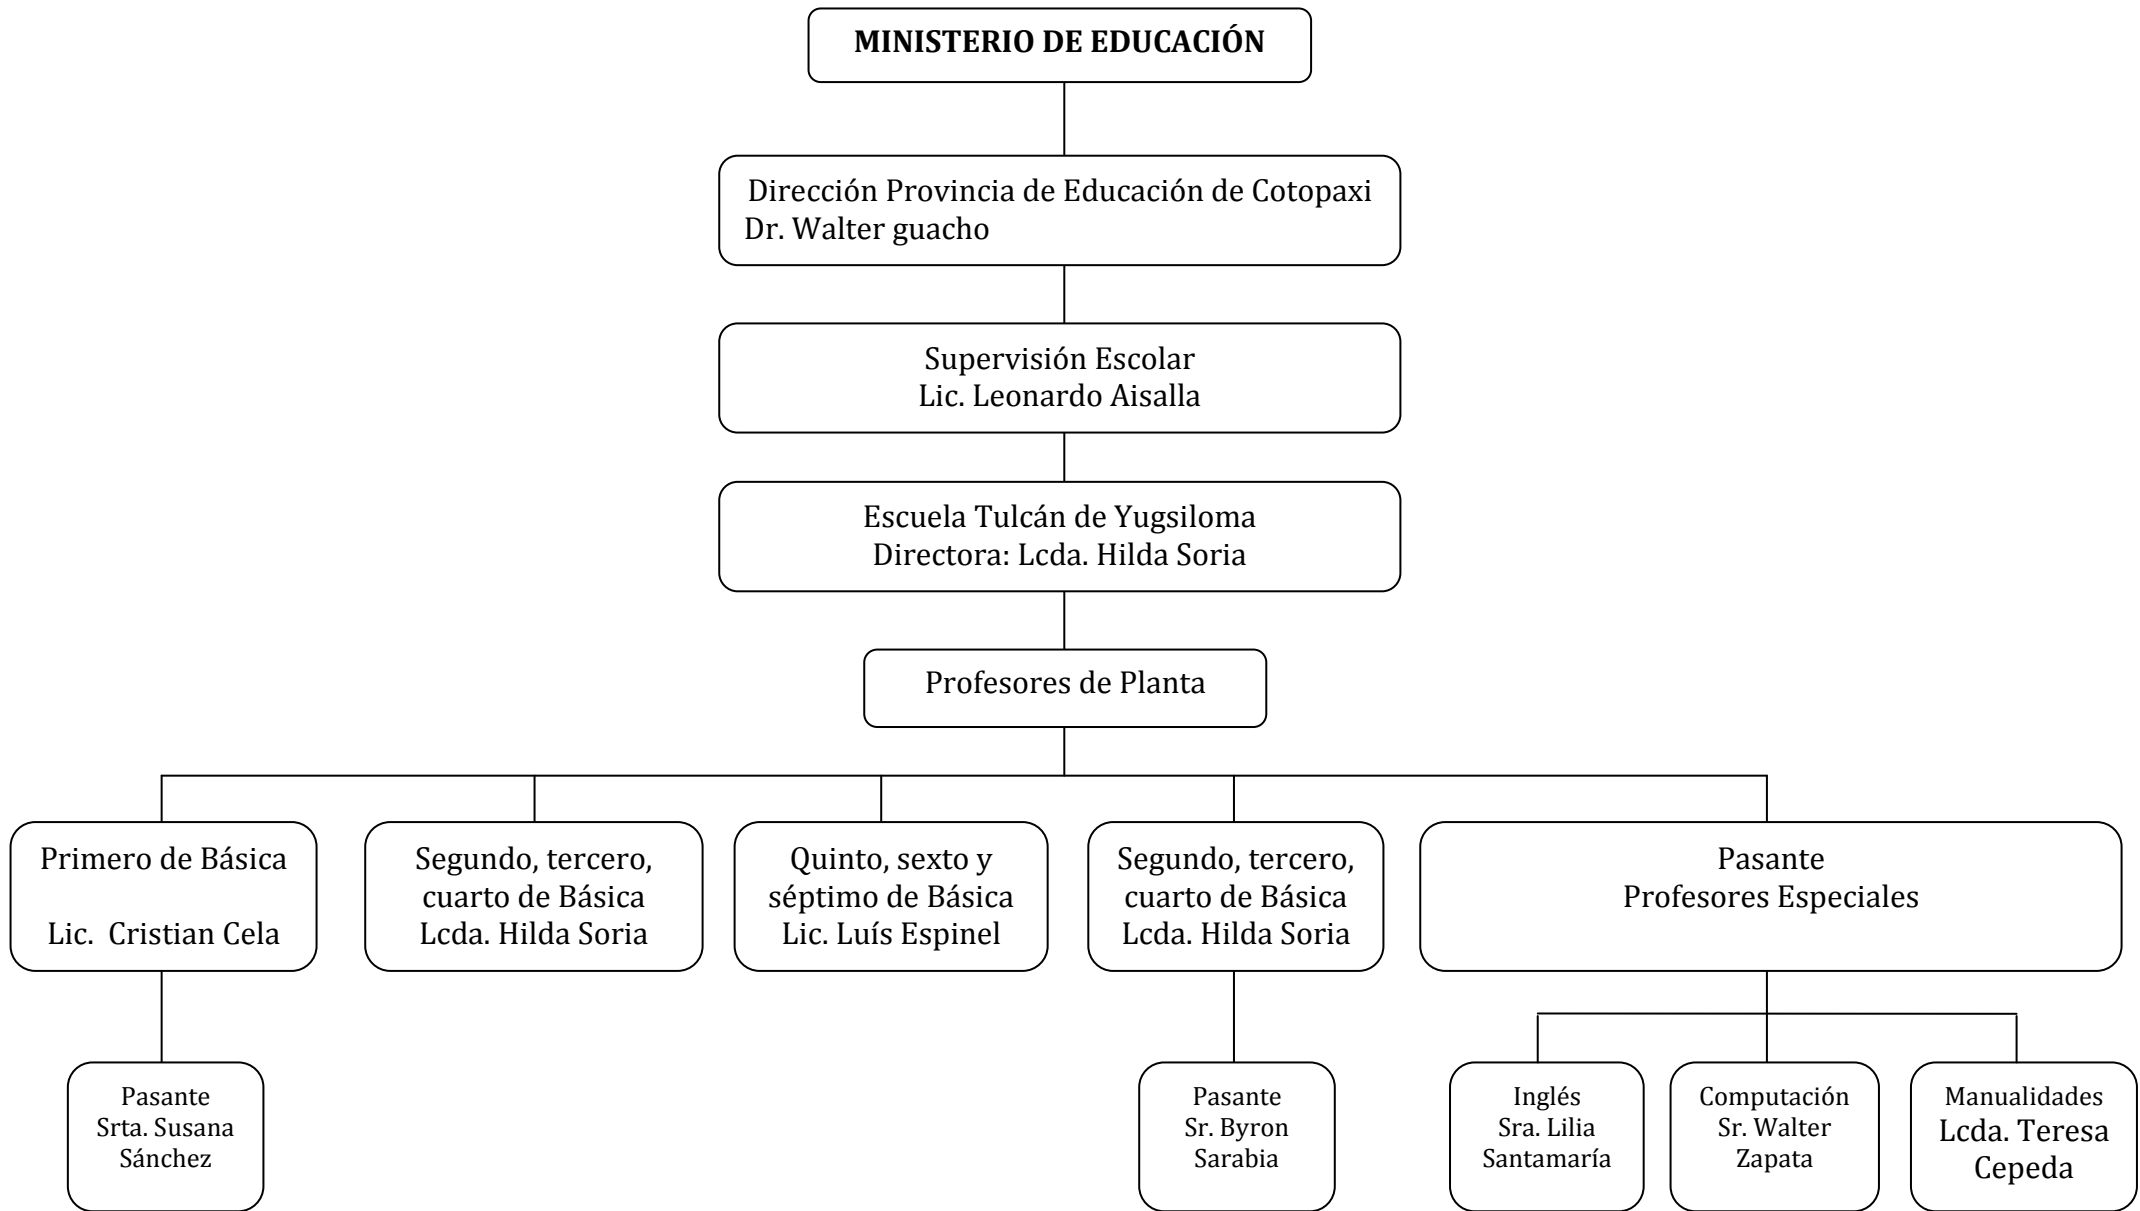 MINISTERIO DE EDUCACIÓN
Dirección Provincia de Educación de Cotopaxi
Dr. Walter guacho
Supervisión Escolar
Lic. Leonardo Aisalla
Escuela Tulcán de Yugsiloma
Directora: Lcda. Hilda Soria
Profesores de Planta
Primero de Básica
Lic. Cristian Cela
Segundo, tercero,
cuarto de Básica
Lcda. Hilda Soria
Quinto, sexto y
séptimo de Básica
Lic. Luís Espinel
Segundo, tercero,
cuarto de Básica
Lcda. Hilda Soria
Pasante
Profesores Especiales
Pasante
Srta. Susana
Sánchez
Pasante
Sr. Byron
Sarabia
Inglés
Sra. Lilia
Santamaría
Computación
Sr. Walter
Zapata
Manualidades
Lcda. Teresa
Cepeda